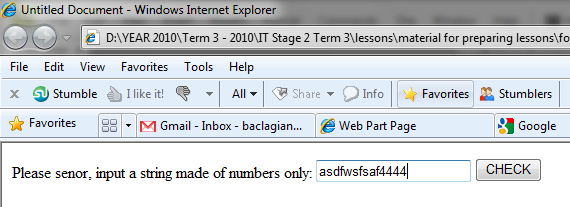 Untitled Document - Windows Internet Explorer
D:\YEAR 2010\Term 3 - 2010\IT Stage 2 Term 3\lessons\material for preparing lessons\fo
File Edit View Favorites Tools Help
x Stumble I like it! All Share Info Favorites Stumblers
Favorites Gmail - Inbox - baclagian... Web Part Page Google
Please senor, input a string made of numbers only: asdfwsfsaf4444 CHECK